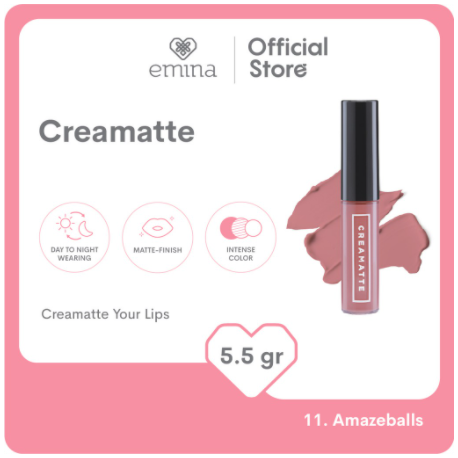 emina
Official
Store
Creamatte
DAY TO NIGHT
WEARING
MATTE-FINISH
INTENSE
COLOR
CREAMATTE
Creamatte Your Lips
5.5 gr
11. Amazeballs